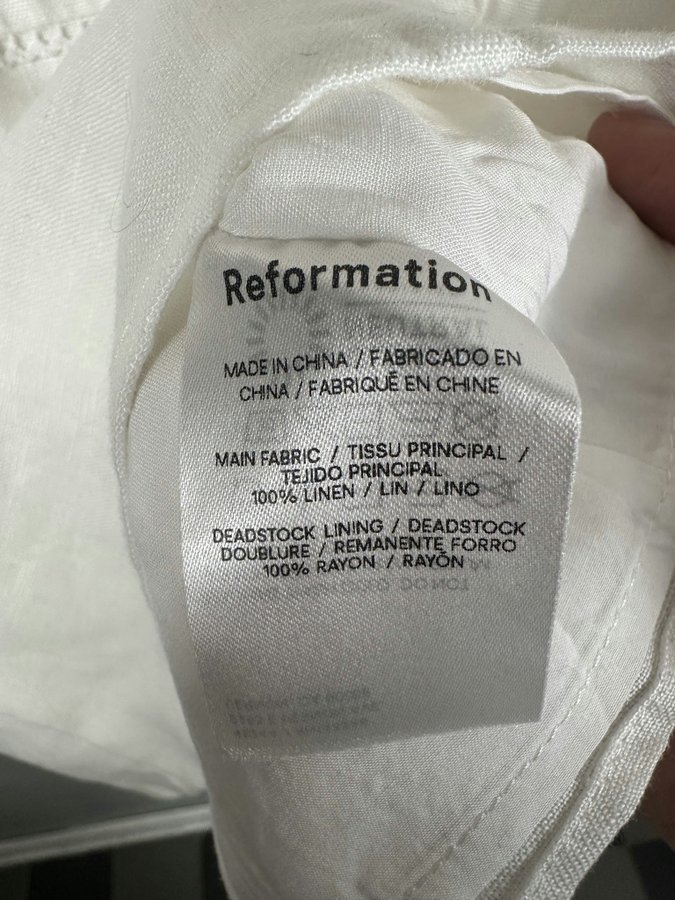 Reformation
MADE IN CHINA / FABRICADO EN
CHINA / FABRIQUÉ EN CHINE
MAIN FABRIC / TISSU PRINCIPAL /
TEJIDO PRINCIPAL
100% LINEN / LIN / LINO
DEADSTOCK LINING / DEADSTOCK
DOUBLURE / REMANENTE FORRO
100% RAYON / RAYÓN